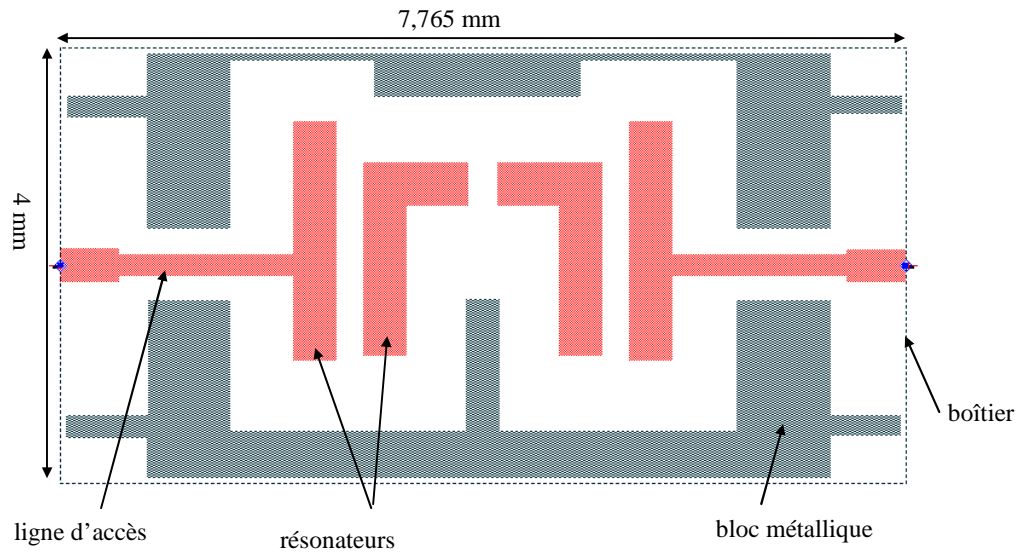 7,765 mm
4 mm
boîtier
ligne d'accès
résonateurs
bloc métallique